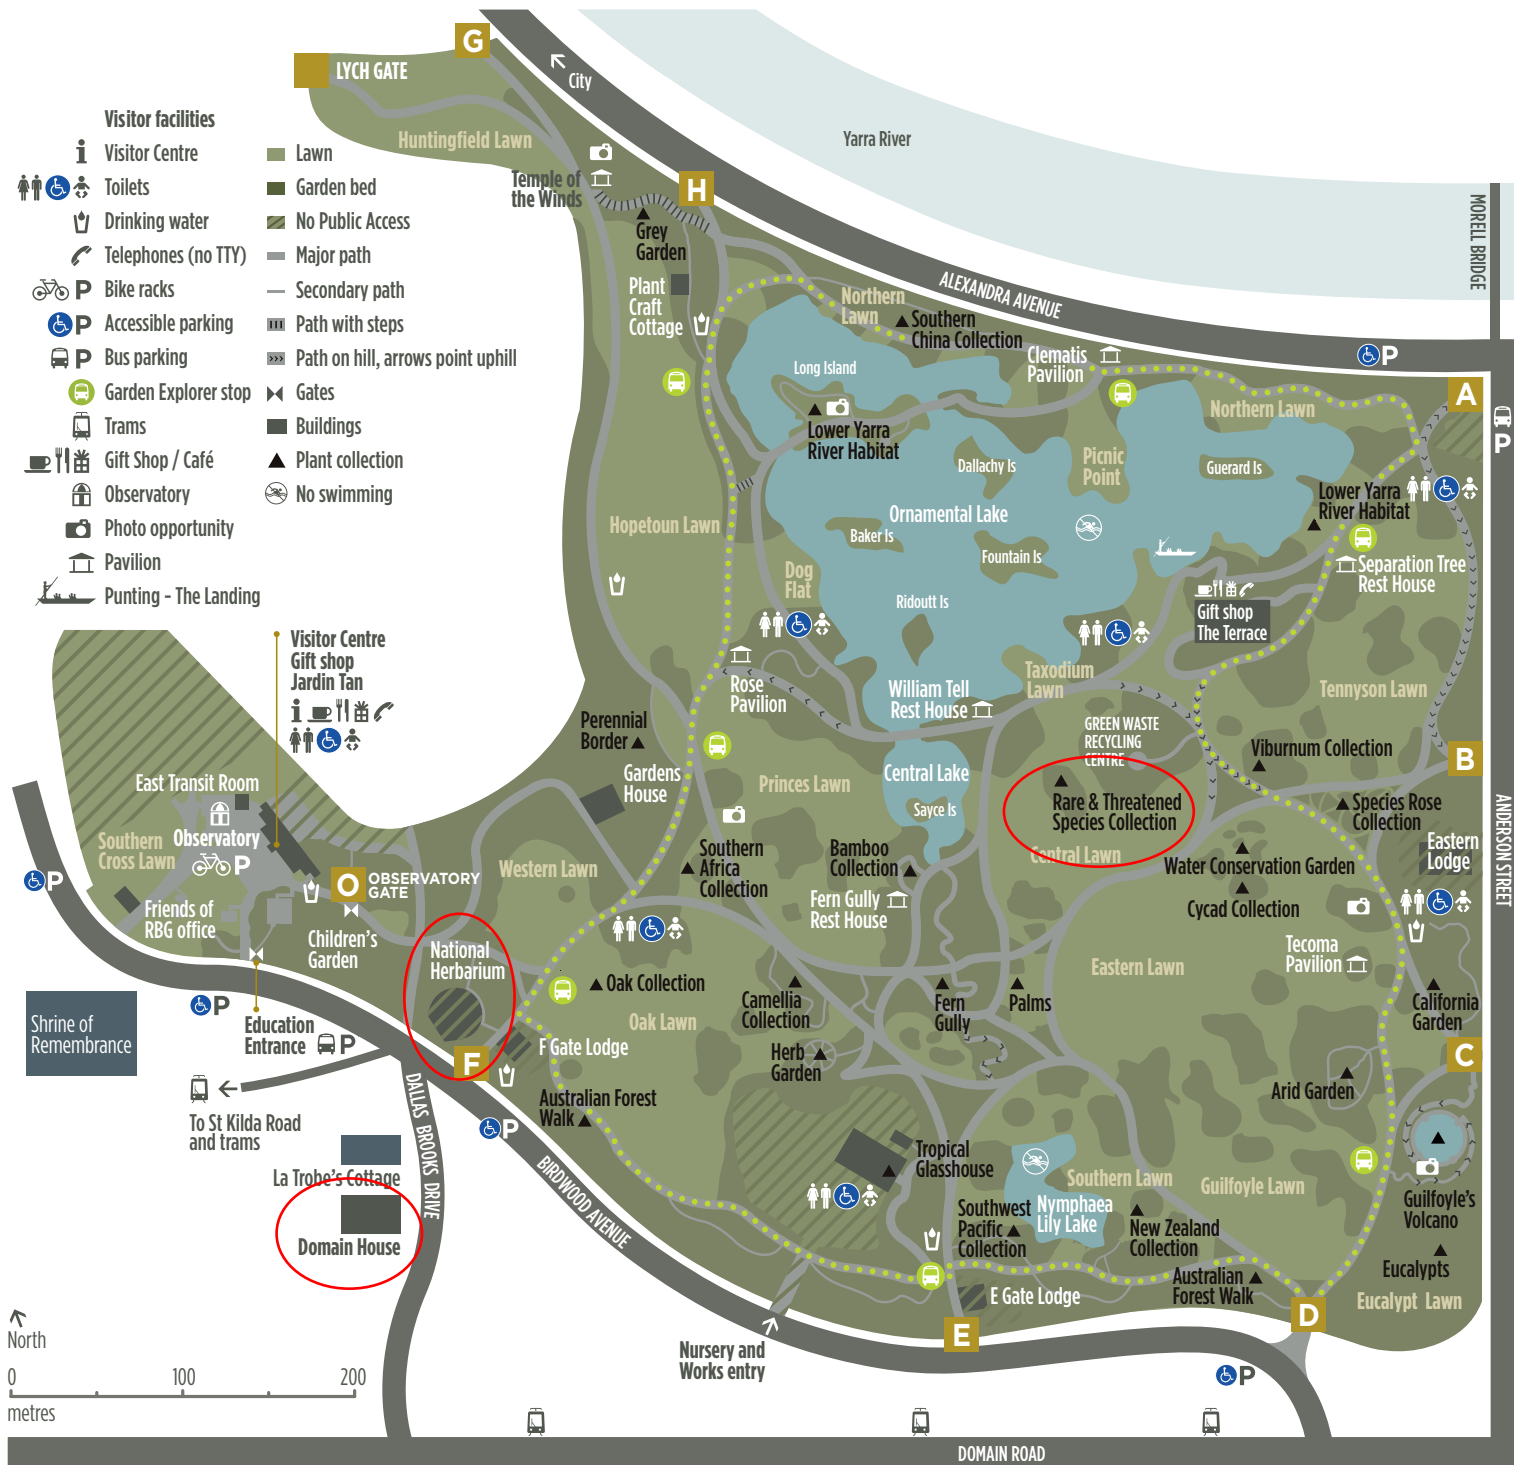 G
LYCH GATE
City
Visitor facilities
Visitor Centre
Toilets
Drinking water
Telephones (no TTY)
P Bike racks
P Accessible parking
P Bus parking
Garden Explorer stop
Trams
Gift Shop / Café
Observatory
Photo opportunity
Pavilion
Punting - The Landing
Lawn
Garden bed
No Public Access
Major path
Secondary path
Path with steps
Path on hill, arrows point uphill
Gates
Buildings
Plant collection
No swimming
Huntingfield Lawn
Temple of
the Winds
H
Yarra River
MORELL BRIDGE
Grey
Garden
Plant
Craft
Cottage
ALEXANDRA AVENUE
Northern
Lawn
Southern
China Collection
Clematis
Pavilion
P
A
P
Long Island
Lower Yarra
River Habitat
Northern Lawn
Dallachy Is
Picnic
Point
Guerard Is
Lower Yarra
River Habitat
Hopetoun Lawn
Ornamental Lake
Baker Is
Fountain Is
Dog
Flat
Ridoutt Is
Separation Tree
Rest House
Gift shop
The Terrace
Visitor Centre
Gift shop
Jardin Tan
Rose
Pavilion
William Tell
Rest House
Taxodium
Lawn
Tennyson Lawn
Perennial
Border
GREEN WASTE
RECYCLING
CENTRE
Viburnum Collection
B
Gardens
House
Princes Lawn
Central Lake
Sayce Is
Rare & Threatened
Species Collection
Central Lawn
Species Rose
Collection
ANDERSON STREET
East Transit Room
Observatory
P
Southern
Cross Lawn
P
Friends of
RBG office
O OBSERVATORY
GATE
Children's
Garden
Western Lawn
Southern
Africa
Collection
Bamboo
Collection
Fern Gully
Rest House
Water Conservation Garden
Cycad Collection
Eastern
Lodge
Tecoma
Pavilion
National
Herbarium
Oak Collection
Oak Lawn
Camellia
Collection
Fern
Gully
Palms
Eastern Lawn
California
Garden
Shrine of
Remembrance
P
Education
Entrance P
F
F Gate Lodge
Herb
Garden
Arid Garden
C
To St Kilda Road
and trams
DALLAS BROOKS DRIVE
Australian Forest
Walk
P
BIRDWOOD AVENUE
La Trobe's Cottage
Domain House
Tropical
Glasshouse
Southwest
Pacific
Collection
Nymphaea
Lily Lake
Southern Lawn
New Zealand
Collection
Guilfoyle Lawn
Guilfoyle's
Volcano
Eucalypts
Australian
Forest Walk
Eucalypt Lawn
E Gate Lodge
D
E
Nursery and
Works entry
P
North
0 100 200
metres
DOMAIN ROAD